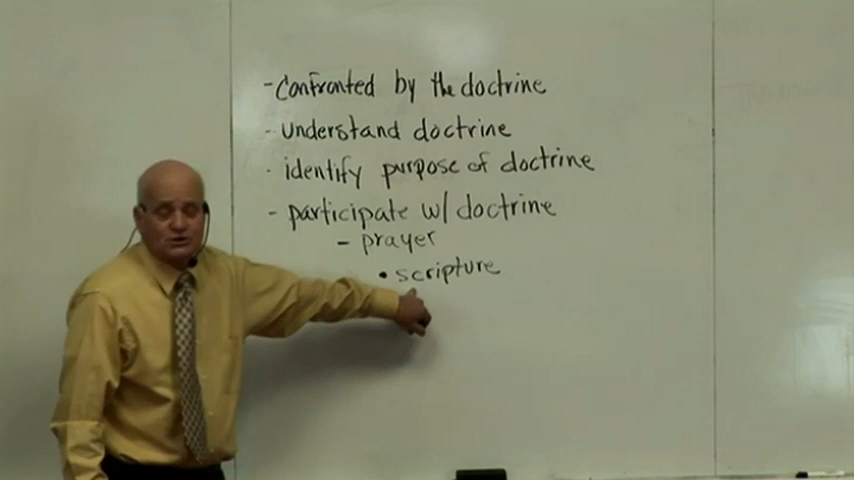 - Confronted by the doctrine
- understand doctrine
· identify purpose of doctrine
- participate w/ doctrine
- prayer
• scripture